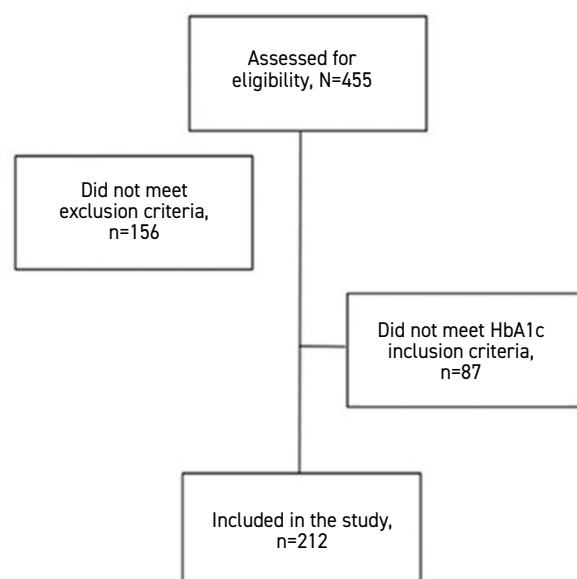 Assessed for
eligibility, N=455
Did not meet
exclusion criteria,
n=156
Did not meet HbA1c
inclusion criteria,
n=87
Included in the study,
n=212